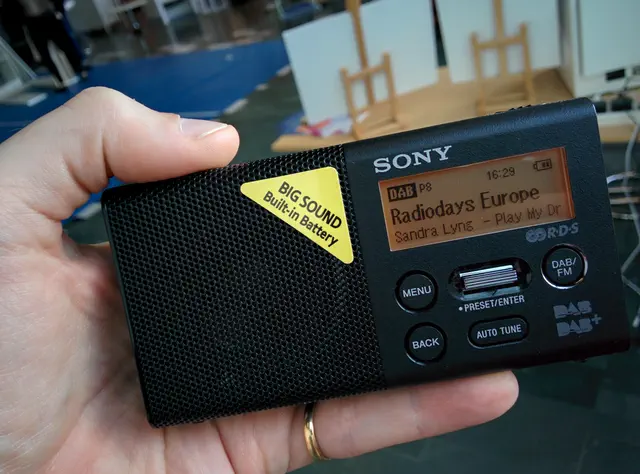 BIG SOUND
Built-in Battery
SONY
DAB P8 16:29
Radiodays Europe
Sandra Lyng - Play My Dr
R·D·S
MENU
DAB/
FM
•PRESET/ENTER
BACK
AUTO TUNE
DAB
DAB+